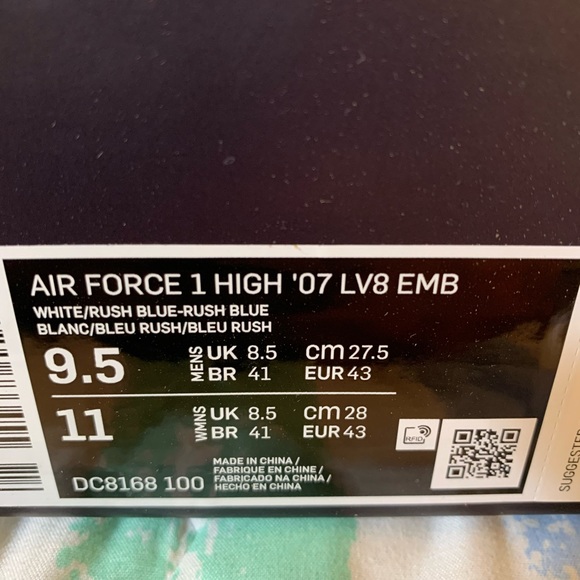 AIR FORCE 1 HIGH '07 LV8 EMB
WHITE/RUSH BLUE-RUSH BLUE
BLANC/BLEU RUSH/BLEU RUSH
9.5 MENS UK 8.5 cm 27.5
BR 41 EUR 43
11 WMNS UK 8.5 cm 28
BR 41 EUR 43
RFID
DC8168 100
MADE IN CHINA /
FABRIQUE EN CHINE /
FABRICADO NA CHINA /
HECHO EN CHINA